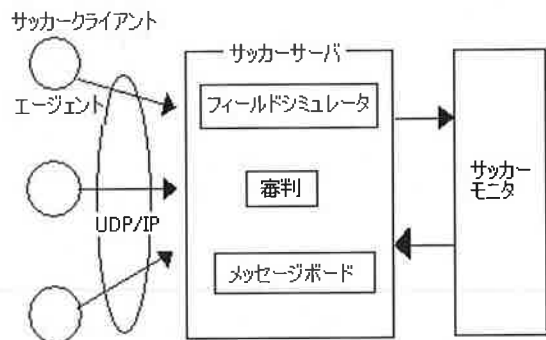 サッカークライアント
エージェント
UDP/IP
サッカーサーバ
フィールドシミュレータ
審判
メッセージボード
サッカー
モニタ